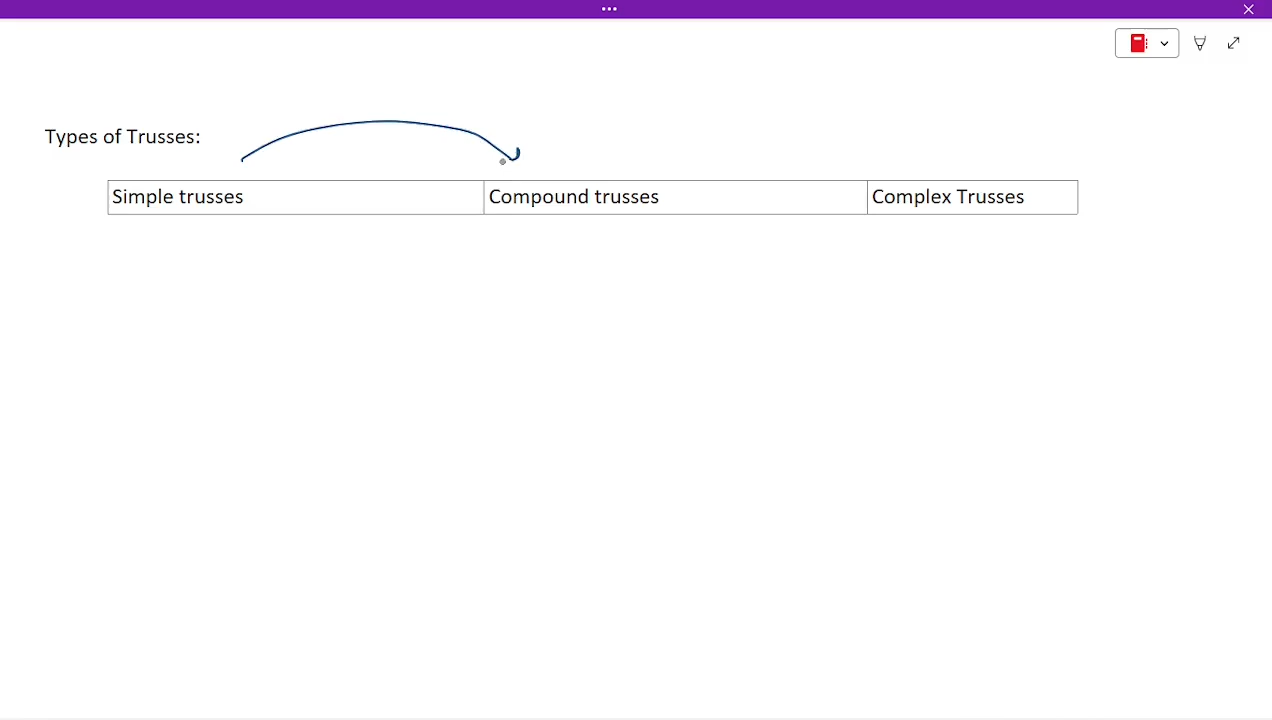 Types of Trusses:
Simple trusses
Compound trusses
Complex Trusses